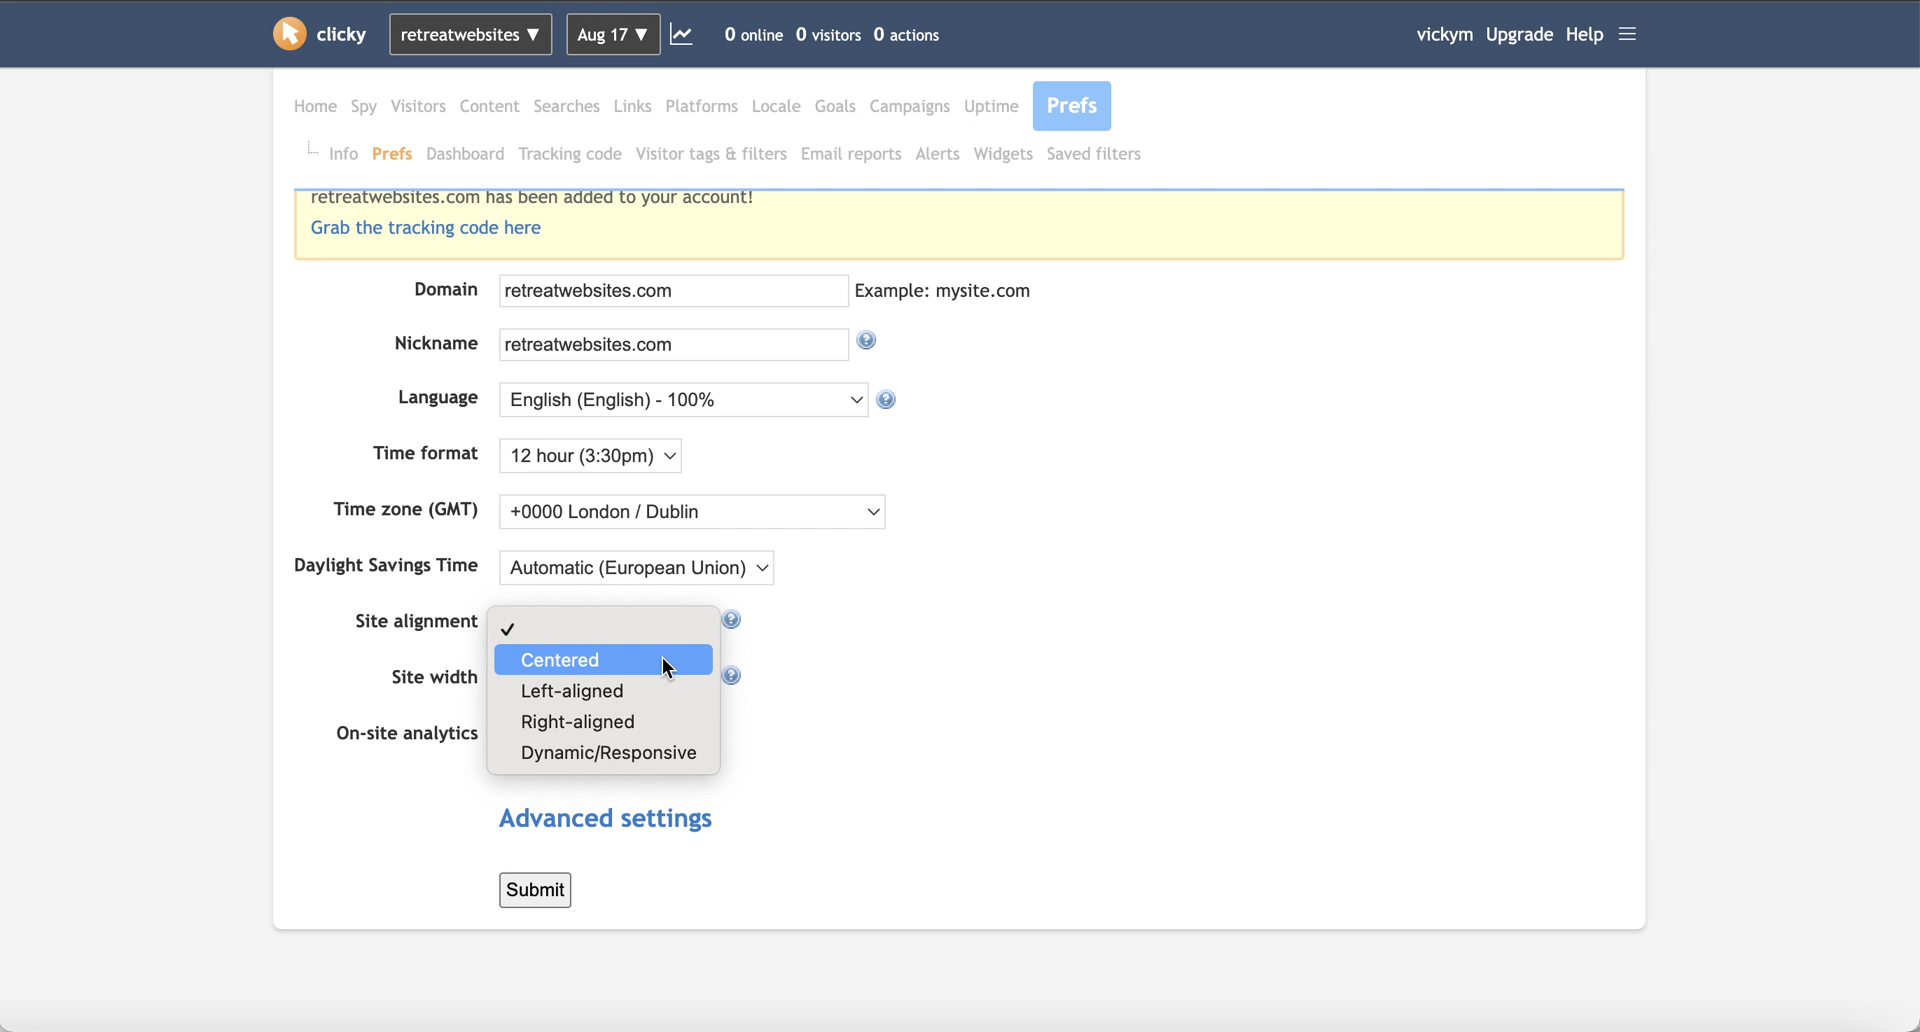 clicky retreatwebsites ▼ Aug 17 ▼ 0 online 0 visitors 0 actions vickym Upgrade Help
Home Spy Visitors Content Searches Links Platforms Locale Goals Campaigns Uptime Prefs
Info Prefs Dashboard Tracking code Visitor tags & filters Email reports Alerts Widgets Saved filters
retreatwebsites.com has been added to your account!
Grab the tracking code here
Domain retreatwebsites.com Example: mysite.com
Nickname retreatwebsites.com
Language English (English) - 100%
Time format 12 hour (3:30pm)
Time zone (GMT) +0000 London / Dublin
Daylight Savings Time Automatic (European Union)
Site alignment
Centered
Site width
Left-aligned
Right-aligned
On-site analytics
Dynamic/Responsive
Advanced settings
Submit